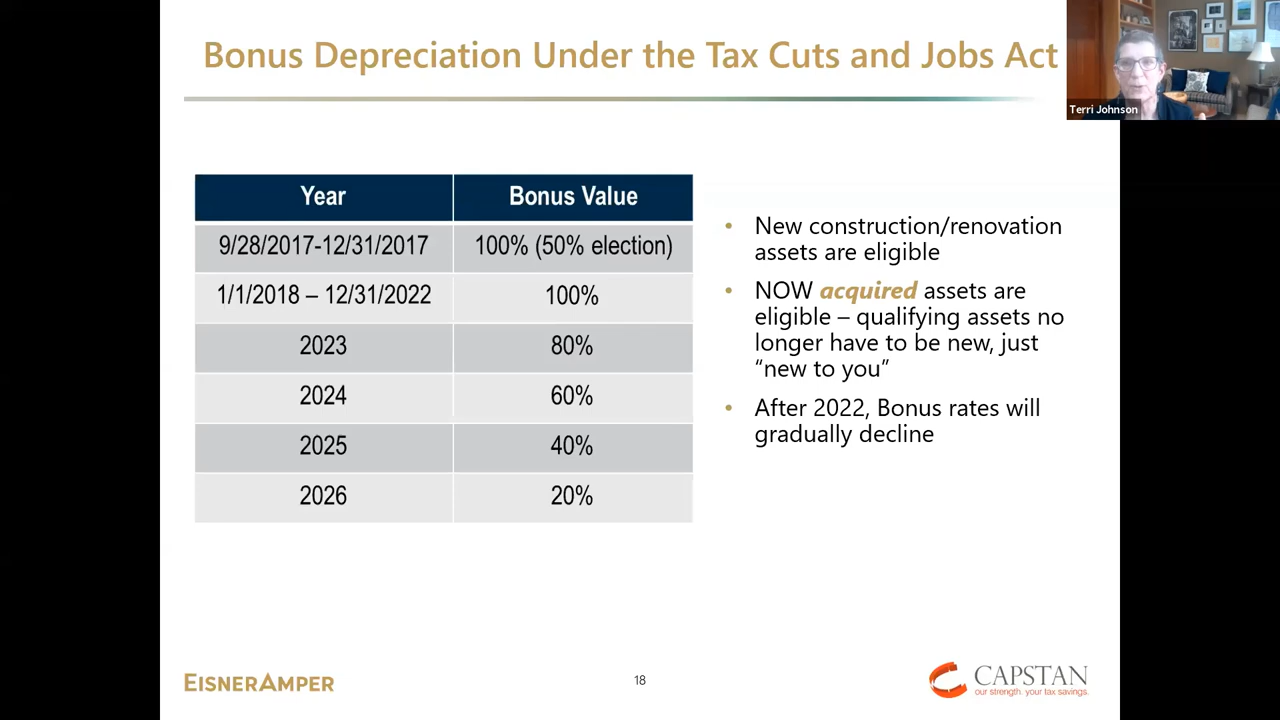 Bonus Depreciation Under the Tax Cuts and Jobs Act
Terri Johnson
Year Bonus Value
9/28/2017-12/31/2017 100% (50% election)
1/1/2018 – 12/31/2022 100%
2023 80%
2024 60%
2025 40%
2026 20%
• New construction/renovation
assets are eligible
• NOW acquired assets are
eligible – qualifying assets no
longer have to be new, just
“new to you”
• After 2022, Bonus rates will
gradually decline
EISNERAMPER
18
CAPSTAN
our strength. your tax savings.